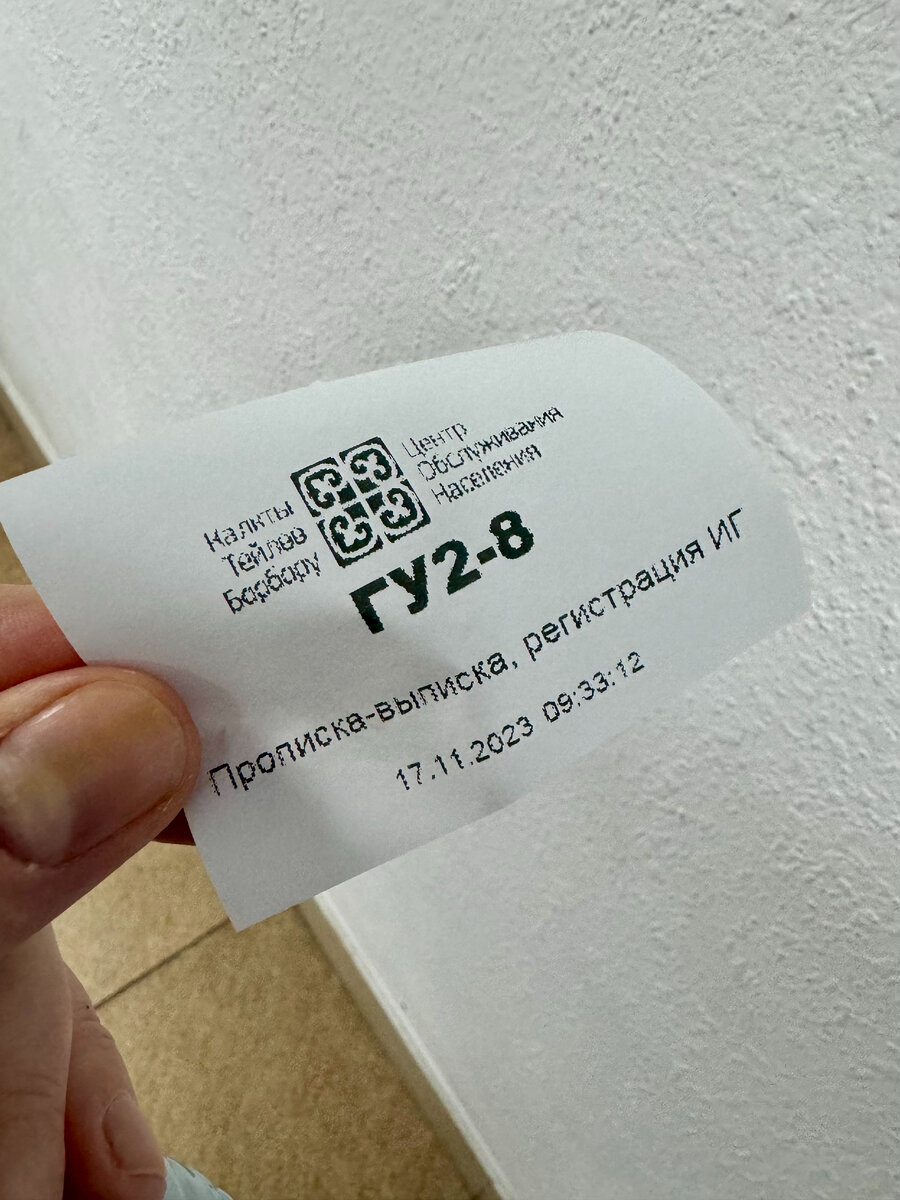 Калкты
Тейлөө
Борбору
Центр
Обслуживания
Населения
ГУ2-8
Прописка-выписка, регистрация ИГ
17.11.2023 09:33:12